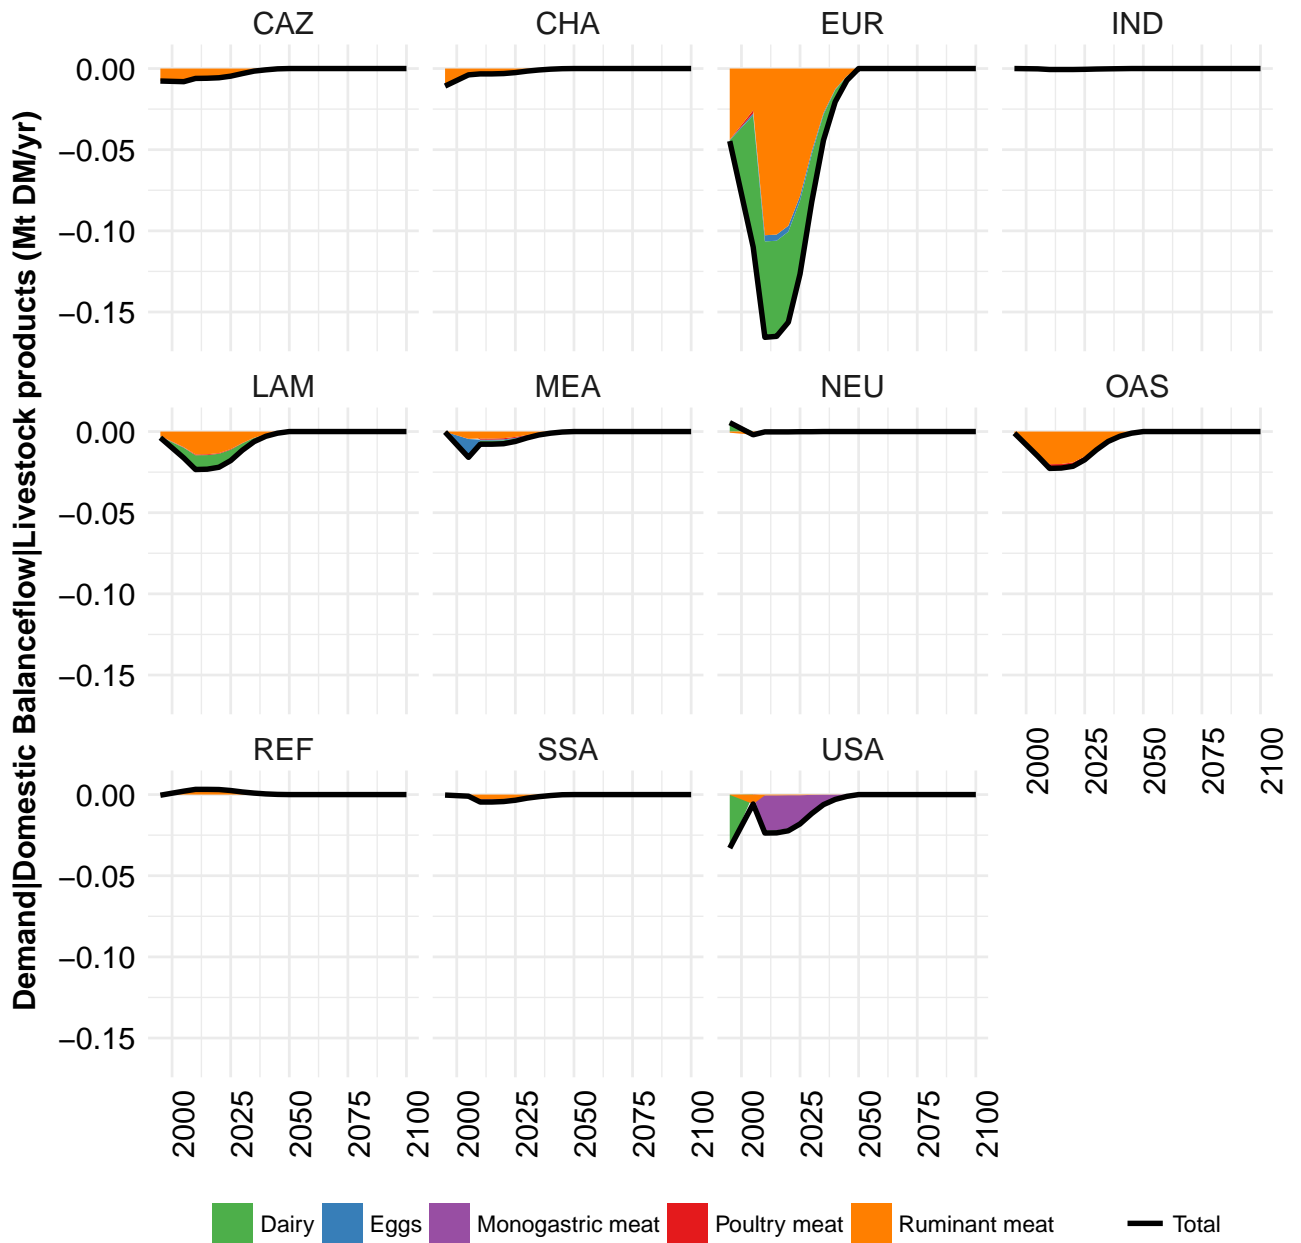 CAZ CHA EUR IND
0.00
−0.05
−0.10
−0.15
LAM MEA NEU OAS
0.00
−0.05
−0.10
−0.15
2000 2025 2050 2075 2100
REF SSA USA
0.00
−0.05
−0.10
−0.15
2000 2025 2050 2075 2100 2000 2025 2050 2075 2100 2000 2025 2050 2075 2100
Demand|Domestic Balanceflow|Livestock products (Mt DM/yr)
Dairy Eggs Monogastric meat Poultry meat Ruminant meat Total